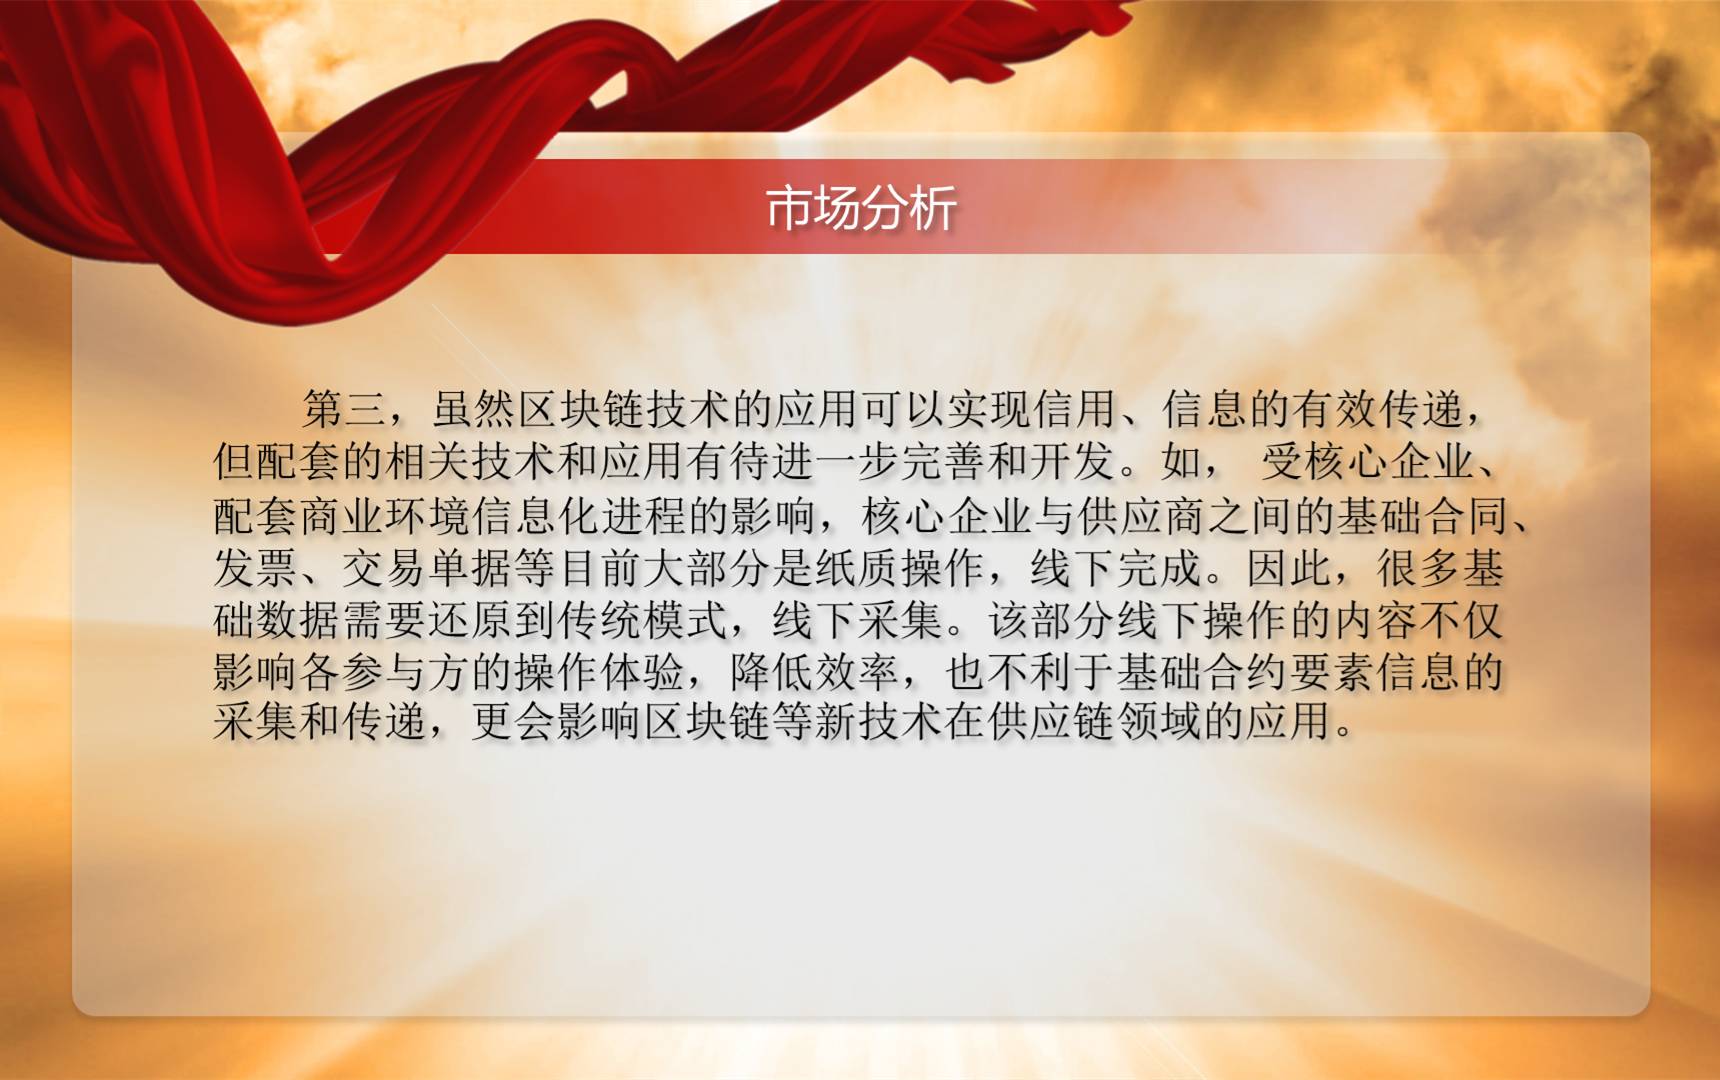 市场分析
第三，虽然区块链技术的应用可以实现信用、信息的有效传递，
但配套的相关技术和应用有待进一步完善和开发。如， 受核心企业、
配套商业环境信息化进程的影响，核心企业与供应商之间的基础合同、
发票、交易单据等目前大部分是纸质操作，线下完成。因此，很多基
础数据需要还原到传统模式，线下采集。该部分线下操作的内容不仅
影响各参与方的操作体验，降低效率，也不利于基础合约要素信息的
采集和传递，更会影响区块链等新技术在供应链领域的应用。